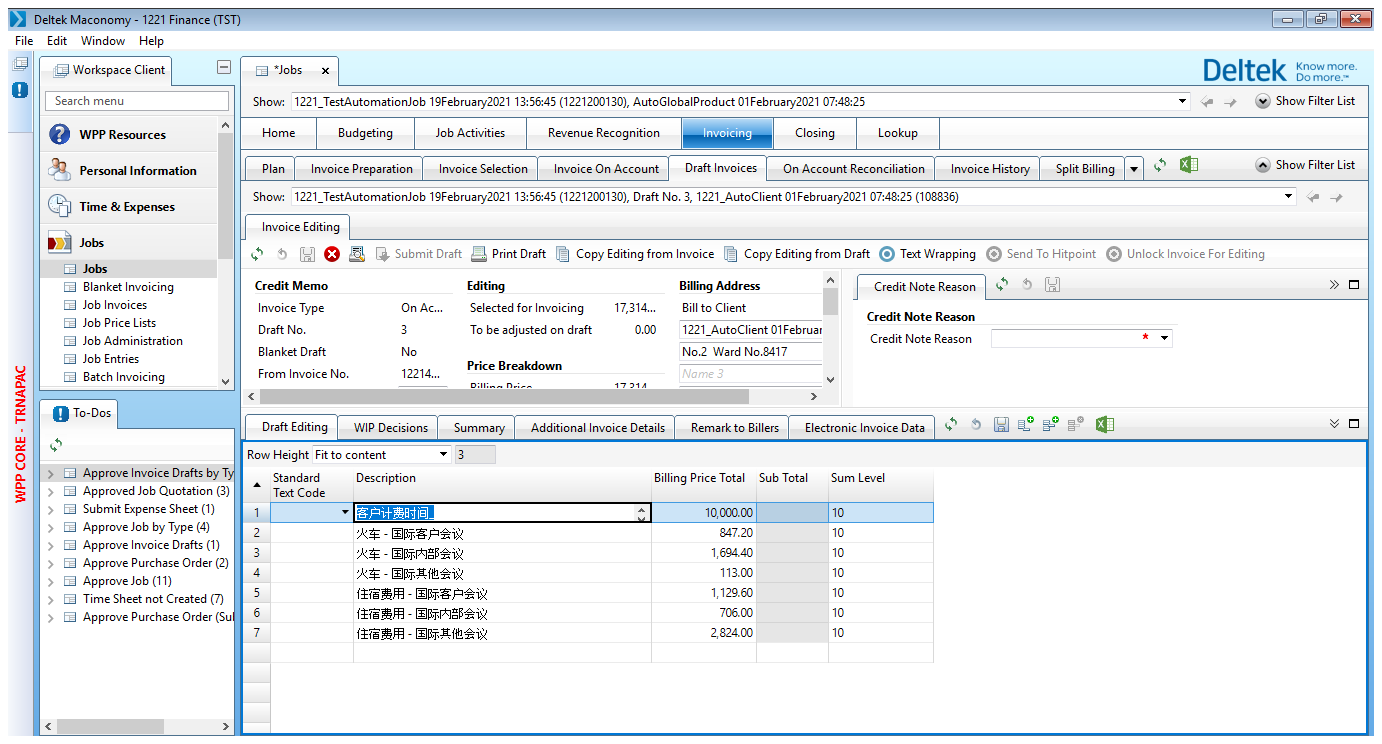 Deltek Maconomy - 1221 Finance (TST)
File Edit Window Help
Workspace Client
Search menu
WPP Resources
Personal Information
Time & Expenses
Jobs
Jobs
Blanket Invoicing
Job Invoices
Job Price Lists
Job Administration
Job Entries
Batch Invoicing
WPP CORE - TRNAPAC
To-Dos
Approve Invoice Drafts by Ty
Approved Job Quotation (3)
Submit Expense Sheet (1)
Approve Job by Type (4)
Approve Invoice Drafts (1)
Approve Purchase Order (2)
Approve Job (11)
Time Sheet not Created (7)
Approve Purchase Order (Sul
*Jobs x
Deltek Know more. Do more.™
Show: 1221_TestAutomationJob 19February2021 13:56:45 (1221200130), AutoGlobalProduct 01February2021 07:48:25 Show Filter List
Home Budgeting Job Activities Revenue Recognition Invoicing Closing Lookup
Plan Invoice Preparation Invoice Selection Invoice On Account Draft Invoices On Account Reconciliation Invoice History Split Billing Show Filter List
Show: 1221_TestAutomationJob 19February2021 13:56:45 (1221200130), Draft No. 3, 1221_AutoClient 01February2021 07:48:25 (108836)
Invoice Editing
Submit Draft Print Draft Copy Editing from Invoice Copy Editing from Draft Text Wrapping Send To Hitpoint Unlock Invoice For Editing
Credit Memo
Invoice Type On Ac...
Draft No. 3
Blanket Draft No
From Invoice No. 12214...
Editing
Selected for Invoicing 17,314...
To be adjusted on draft 0.00
Price Breakdown
Billing Price 17,314
Billing Address
Bill to Client
1221_AutoClient 01Februar
No.2 Ward No.8417
Name 3
Credit Note Reason
Credit Note Reason
Credit Note Reason *
Draft Editing WIP Decisions Summary Additional Invoice Details Remark to Billers Electronic Invoice Data
Row Height Fit to content 3
Standard Text Code Description Billing Price Total Sub Total Sum Level
1 客户计费时间_ 10,000.00 10
2 火车 - 国际客户会议 847.20 10
3 火车 - 国际内部会议 1,694.40 10
4 火车 - 国际其他会议 113.00 10
5 住宿费用 - 国际客户会议 1,129.60 10
6 住宿费用 - 国际内部会议 706.00 10
7 住宿费用 - 国际其他会议 2,824.00 10